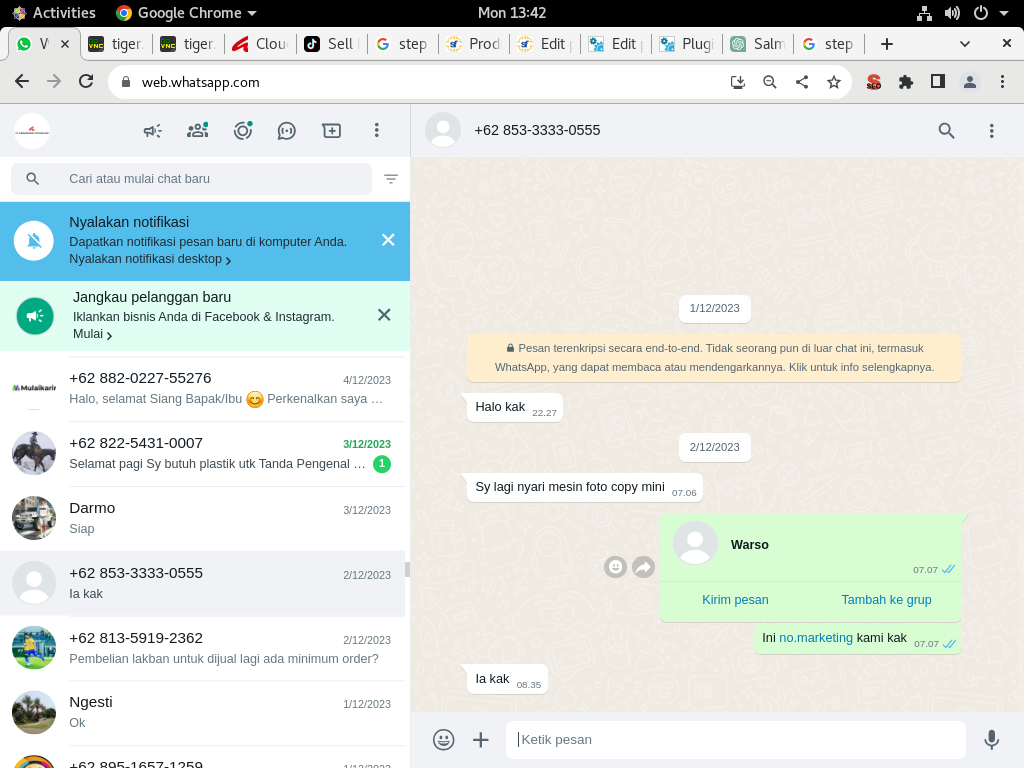 Activities
Google Chrome
Mon 13:42
W
tiger
tiger
Clou
Sell
step
Prod
Edit
Edit
Plugi
Salm
step
web.whatsapp.com
SEO
+62 853-3333-0555
Cari atau mulai chat baru
Nyalakan notifikasi
Dapatkan notifikasi pesan baru di komputer Anda.
Nyalakan notifikasi desktop
Jangkau pelanggan baru
Iklankan bisnis Anda di Facebook & Instagram.
Mulai
+62 882-0227-55276
4/12/2023
Halo, selamat Siang Bapak/Ibu 😊 Perkenalkan saya …
+62 822-5431-0007
3/12/2023
Selamat pagi Sy butuh plastik utk Tanda Pengenal …
1
Darmo
3/12/2023
Siap
+62 853-3333-0555
2/12/2023
Ia kak
+62 813-5919-2362
2/12/2023
Pembelian lakban untuk dijual lagi ada minimum order?
Ngesti
1/12/2023
Ok
+62 895-1657-1259
1/12/2023
1/12/2023
Pesan terenkripsi secara end-to-end. Tidak seorang pun di luar chat ini, termasuk
WhatsApp, yang dapat membaca atau mendengarkannya. Klik untuk info selengkapnya.
Halo kak 22.27
2/12/2023
Sy lagi nyari mesin foto copy mini 07.06
Warso
07.07
Kirim pesan
Tambah ke grup
Ini no.marketing kami kak 07.07
Ia kak 08.35
Ketik pesan